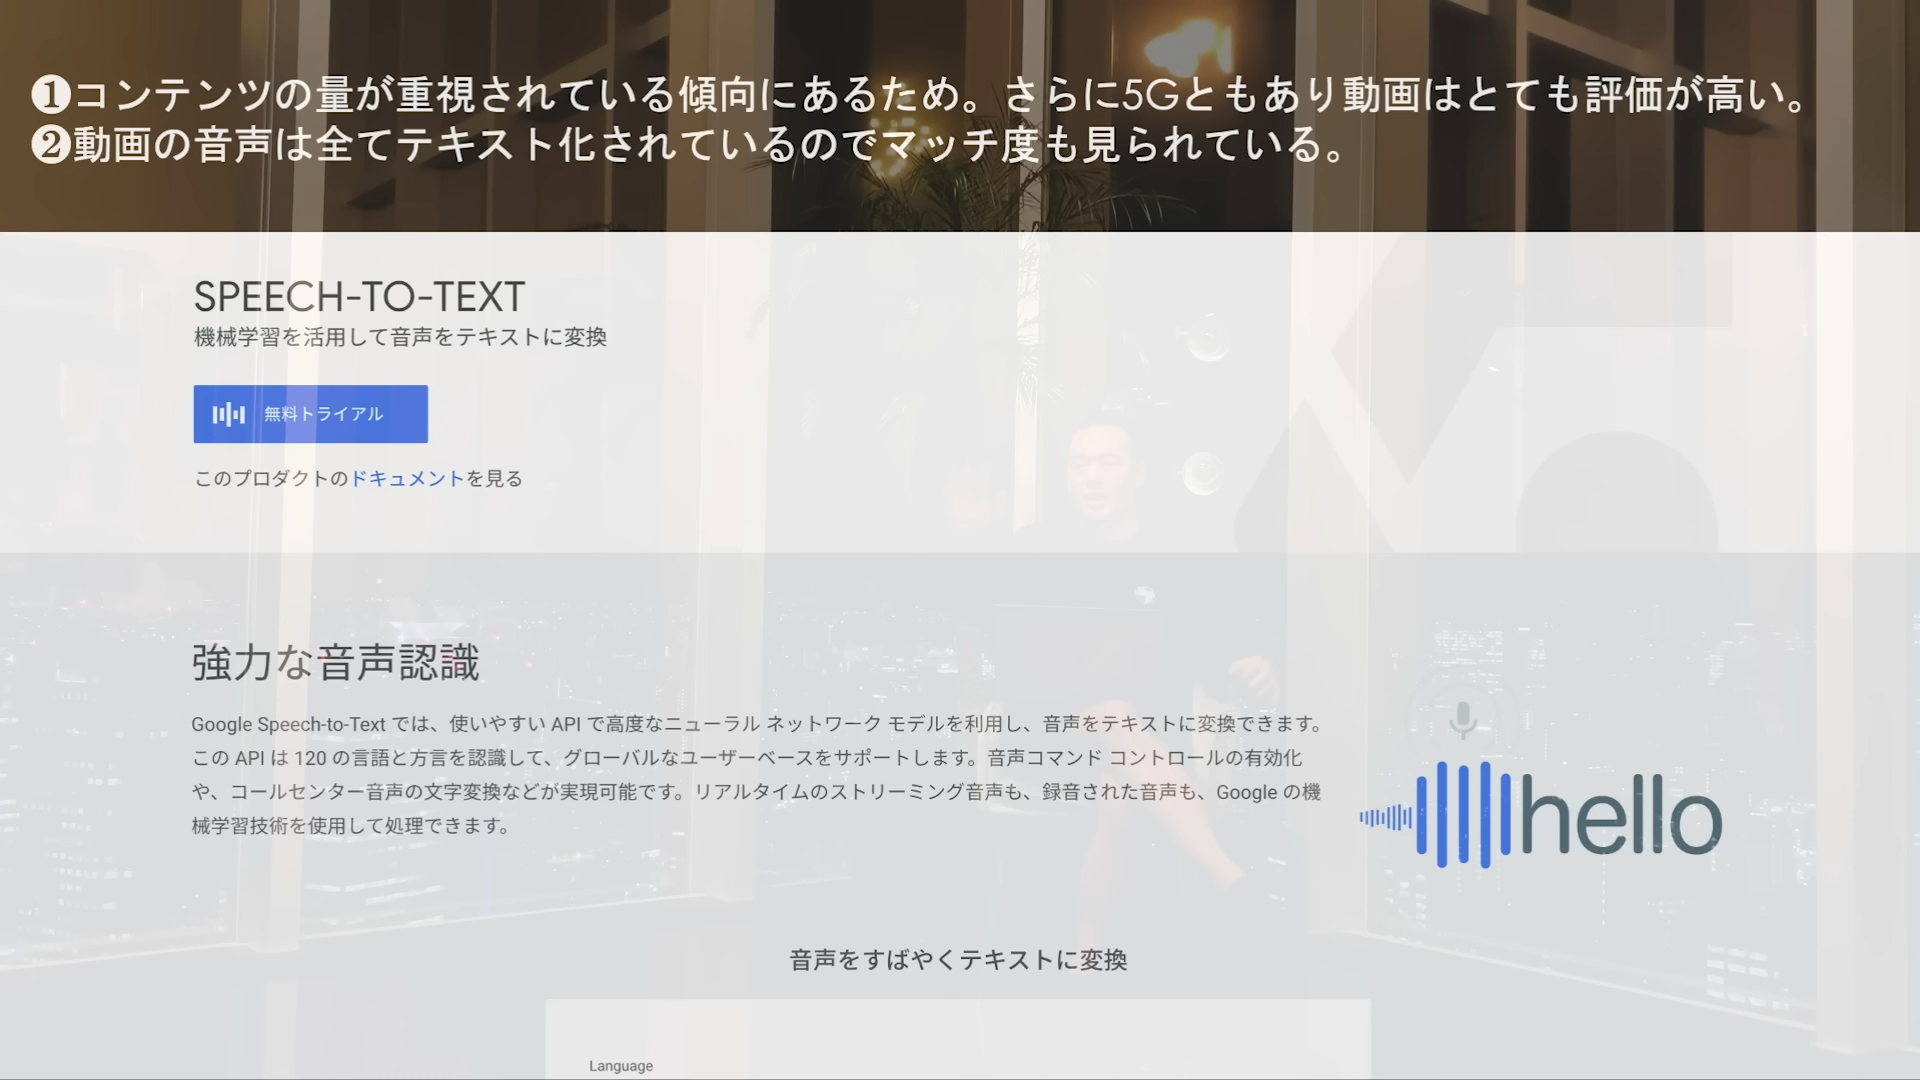 ❶コンテンツの量が重視されている傾向にあるため。さらに5Gともあり動画はとても評価が高い。
❷動画の音声は全てテキスト化されているのでマッチ度も見られている。
SPEECH-TO-TEXT
機械学習を活用して音声をテキストに変換
無料トライアル
このプロダクトのドキュメントを見る
強力な音声認識
Google Speech-to-Text では、使いやすい API で高度なニューラル ネットワーク モデルを利用し、音声をテキストに変換できます。
この API は 120 の言語と方言を認識して、グローバルなユーザーベースをサポートします。音声コマンド コントロールの有効化
や、コールセンター音声の文字変換などが実現可能です。リアルタイムのストリーミング音声も、録音された音声も、Google の機
械学習技術を使用して処理できます。
hello
音声をすばやくテキストに変換
Language